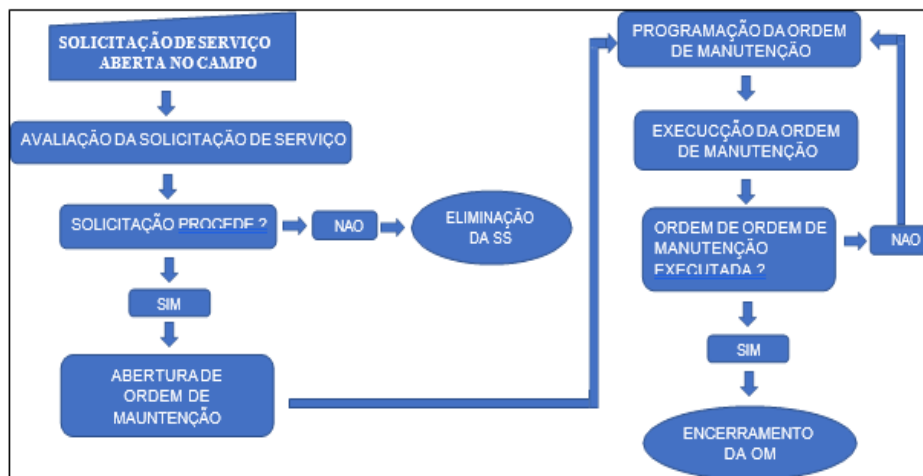 SOLICITAÇÃO DE SERVIÇO
ABERTA NO CAMPO
AVALIAÇÃO DA SOLICITAÇÃO DE SERVIÇO
SOLICITAÇÃO PROCEDE ?
NAO
ELIMINAÇÃO
DA SS
SIM
ABERTURA DE
ORDEM DE
MAUNTENÇÃO
PROGRAMAÇÃO DA ORDEM
DE MANUTENÇÃO
EXECUCÇÃO DA ORDEM
DE MANUTENÇÃO
ORDEM DE ORDEM DE
MANUTENÇÃO
EXECUTADA ?
NAO
SIM
ENCERRAMENTO
DA OM